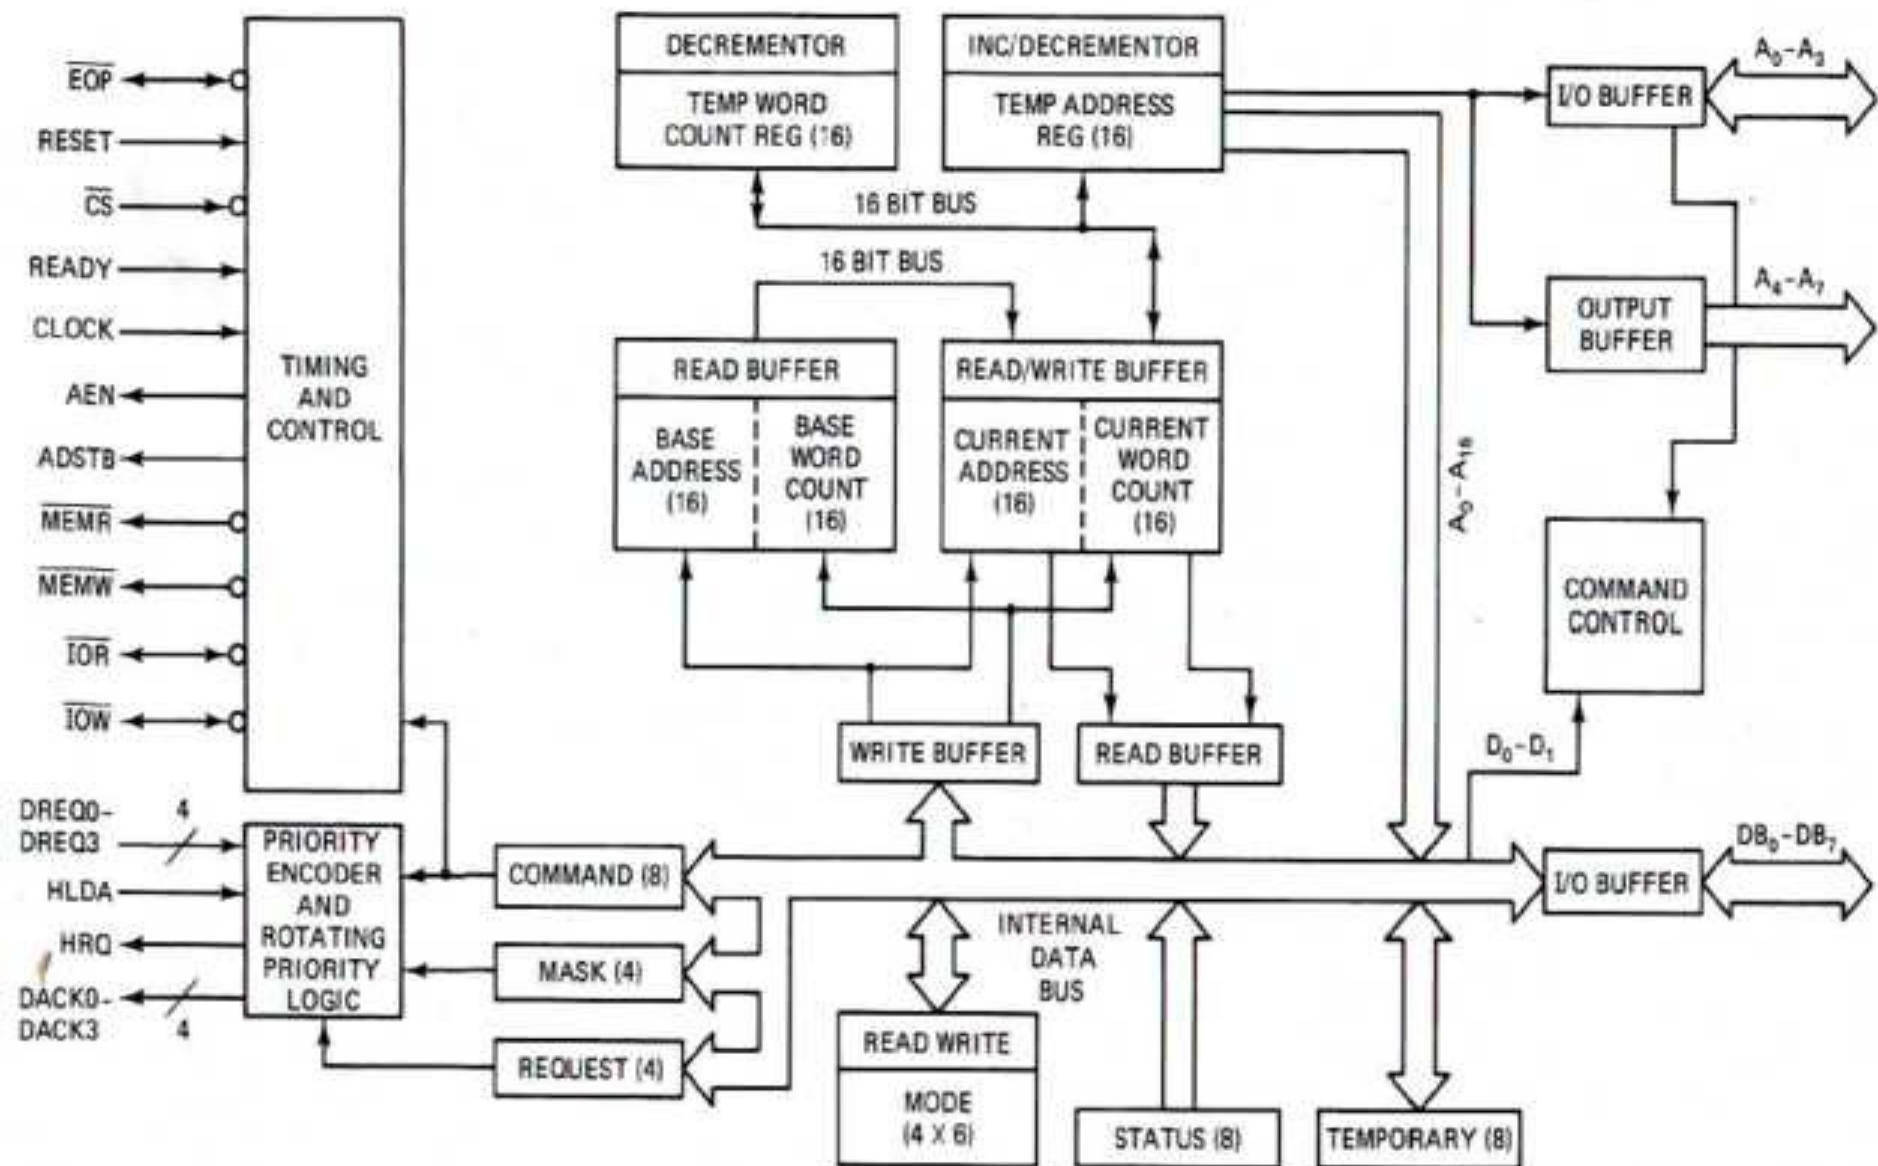 EOP
RESET
CS
READY
CLOCK
AEN
ADSTB
MEMR
MEMW
IOR
IOW
TIMING
AND
CONTROL
DREQ0-
DREQ3
4
HLDA
HRQ
DACK0-
DACK3
4
PRIORITY
ENCODER
AND
ROTATING
PRIORITY
LOGIC
COMMAND (8)
MASK (4)
REQUEST (4)
DECREMENTOR
TEMP WORD
COUNT REG (16)
INC/DECREMENTOR
TEMP ADDRESS
REG (16)
16 BIT BUS
16 BIT BUS
READ BUFFER
BASE
ADDRESS
(16)
BASE
WORD
COUNT
(16)
READ/WRITE BUFFER
CURRENT
ADDRESS
(16)
CURRENT
WORD
COUNT
(16)
WRITE BUFFER
READ BUFFER
INTERNAL
DATA
BUS
READ WRITE
MODE
(4 X 6)
STATUS (8)
TEMPORARY (8)
A₀-A₁₆
I/O BUFFER
A₀-A₃
OUTPUT
BUFFER
A₄-A₇
COMMAND
CONTROL
D₀-D₁
I/O BUFFER
DB₀-DB₇